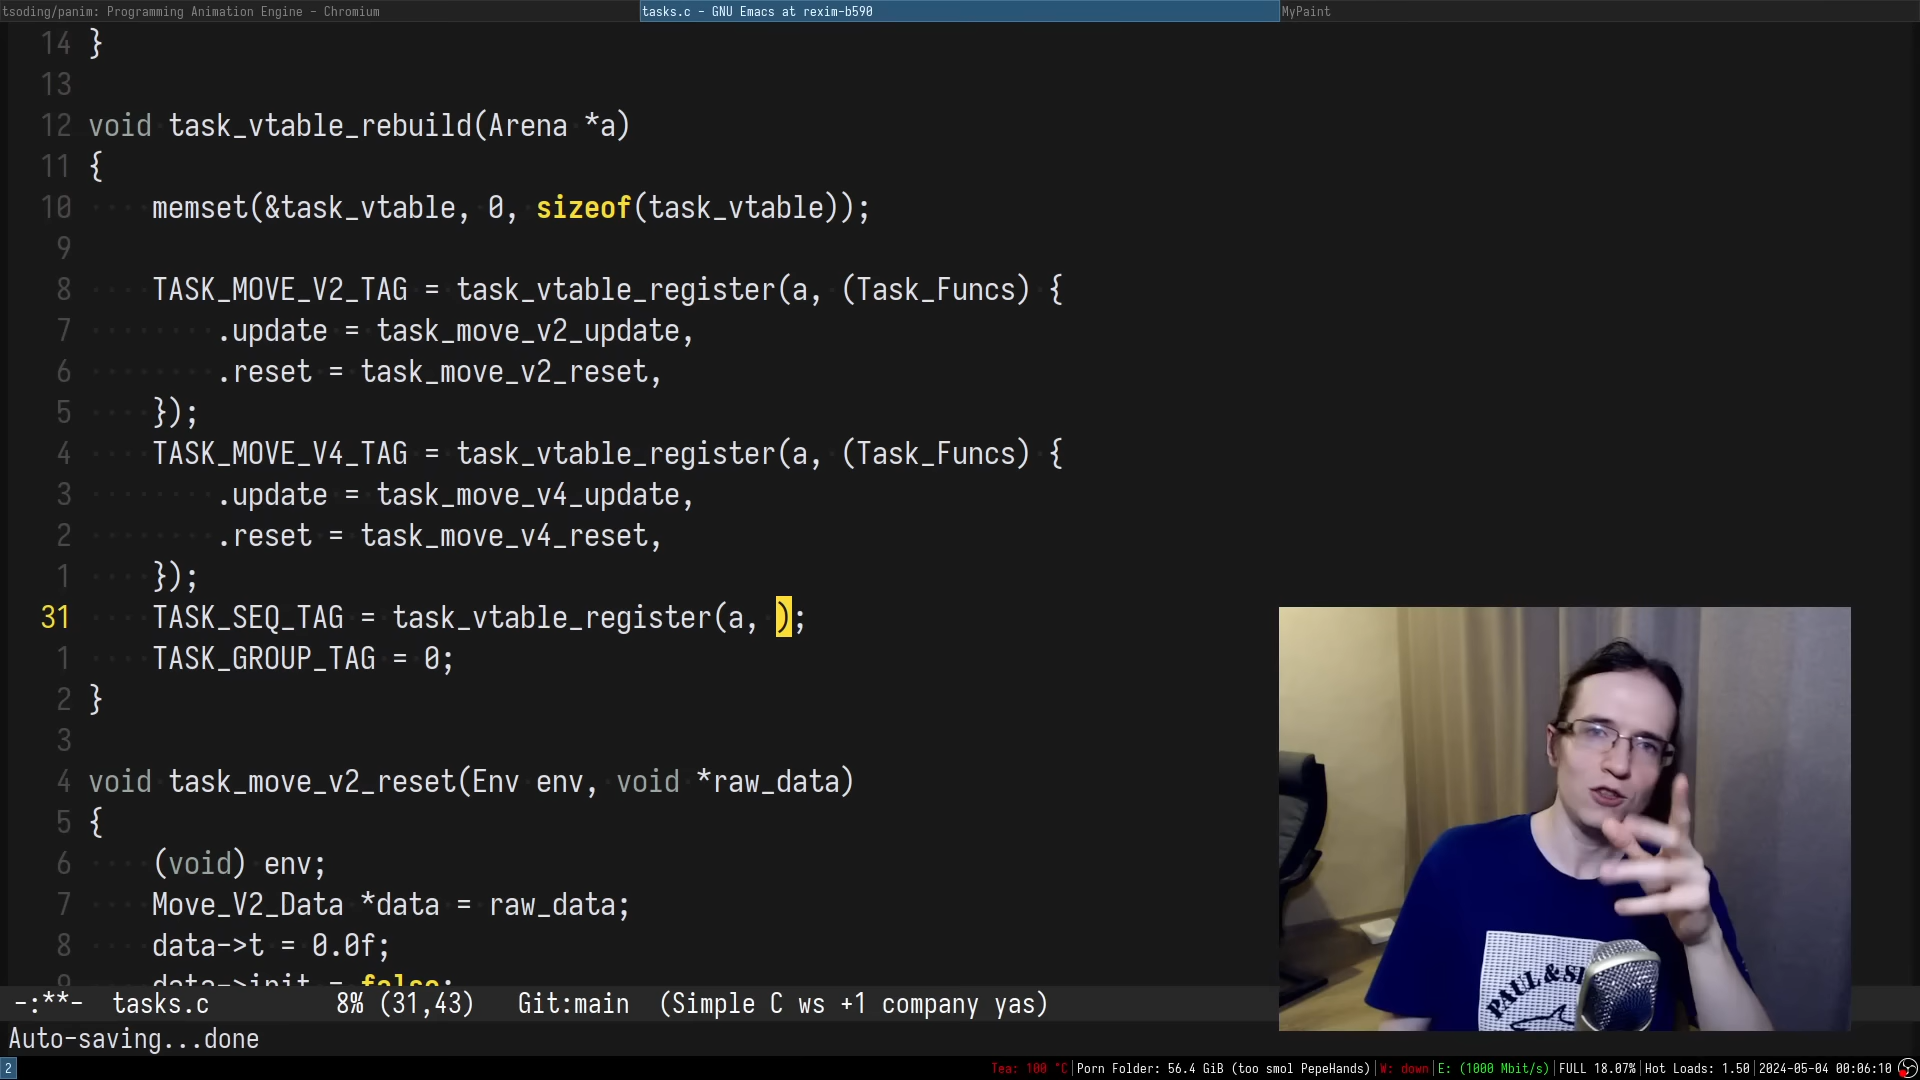 tsoding/panim: Programming Animation Engine - Chromium
tasks.c - GNU Emacs at rexim-b590
MyPaint
14 }
13
12 void task_vtable_rebuild(Arena *a)
11 {
10 memset(&task_vtable, 0, sizeof(task_vtable));
9
8 TASK_MOVE_V2_TAG = task_vtable_register(a, (Task_Funcs) {
7 .update = task_move_v2_update,
6 .reset = task_move_v2_reset,
5 });
4 TASK_MOVE_V4_TAG = task_vtable_register(a, (Task_Funcs) {
3 .update = task_move_v4_update,
2 .reset = task_move_v4_reset,
1 });
31 TASK_SEQ_TAG = task_vtable_register(a, );
1 TASK_GROUP_TAG = 0;
2 }
3
4 void task_move_v2_reset(Env env, void *raw_data)
5 {
6 (void) env;
7 Move_V2_Data *data = raw_data;
8 data->t = 0.0f;
9 data->init = false;
PAUL &
-:**- tasks.c 8% (31,43) Git:main (Simple C ws +1 company yas)
Auto-saving...done
2 Tea: 100 °C|Porn Folder: 56.4 GiB (too smol PepeHands)|W: down|E: (1000 Mbit/s)|FULL 18.07%|Hot Loads: 1.50|2024-05-04 00:06:10